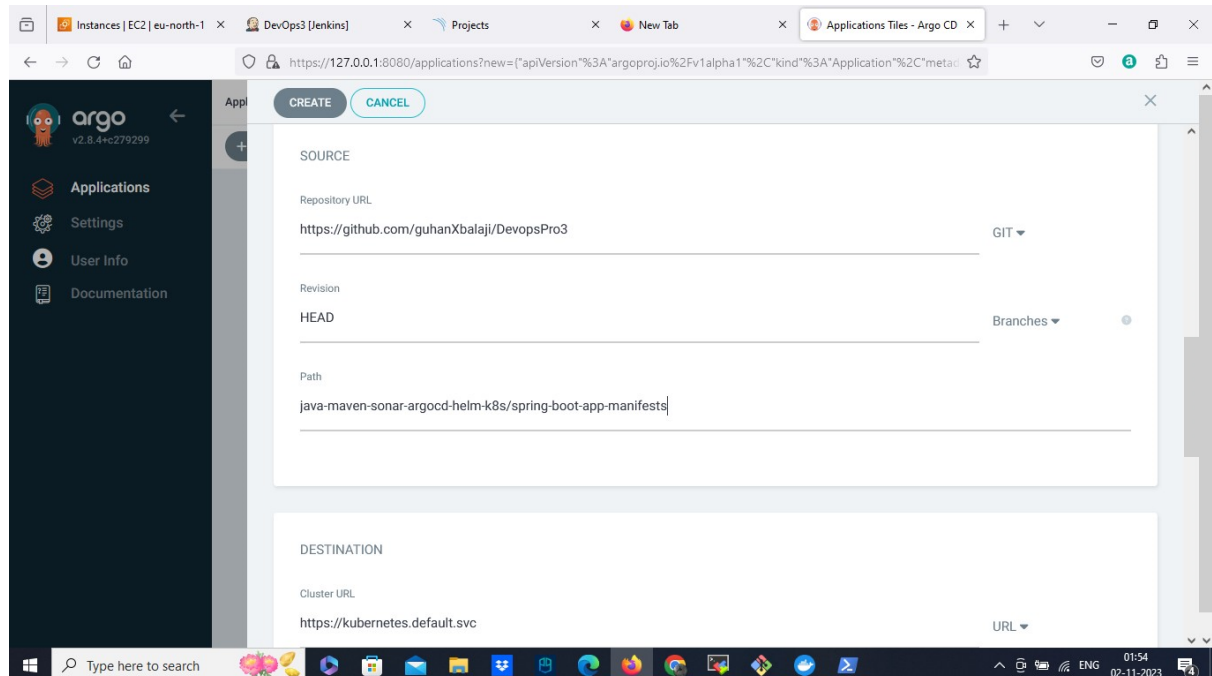 Instances | EC2 | eu-north-1
DevOps3 [Jenkins]
Projects
New Tab
Applications Tiles - Argo CD
https://127.0.0.1:8080/applications?new={"apiVersion"%3A"argoproj.io%2Fv1alpha1"%2C"kind"%3A"Application"%2C"metad
a
argo
v2.8.4+c279299
Applications
Settings
User Info
Documentation
Appl
+
CREATE
CANCEL
SOURCE
Repository URL
https://github.com/guhanXbalaji/DevopsPro3
GIT
Revision
HEAD
Branches
Path
java-maven-sonar-argocd-helm-k8s/spring-boot-app-manifests
DESTINATION
Cluster URL
https://kubernetes.default.svc
URL
Type here to search
ENG
01:54
02-11-2023
4